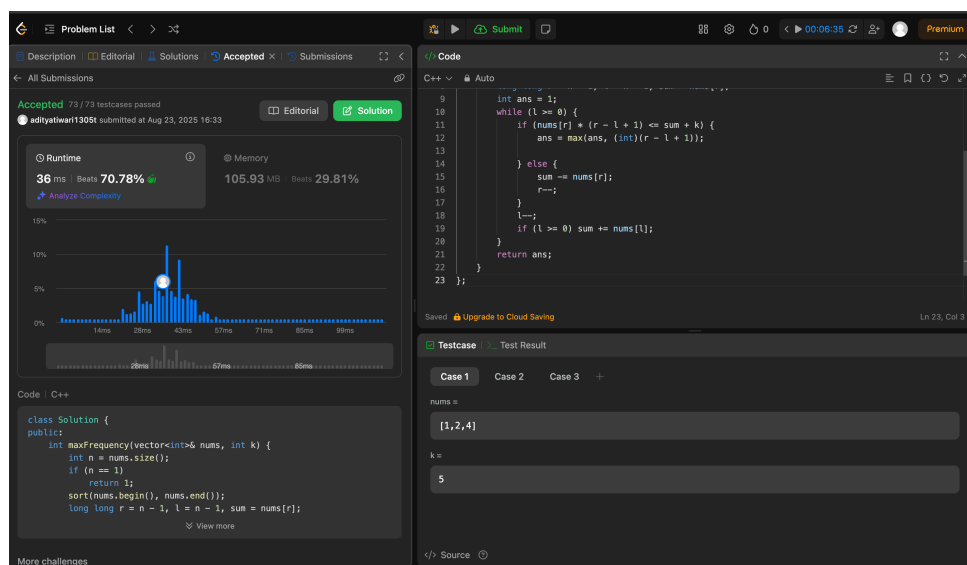 Problem List
Submit
0
00:06:35
Premium
Description | Editorial | Solutions | Accepted × | Submissions
← All Submissions
Accepted 73 / 73 testcases passed
adityatiwari1305t submitted at Aug 23, 2025 16:33
Editorial
Solution
Runtime
36 ms | Beats 70.78%
Analyze Complexity
Memory
105.93 MB | Beats 29.81%
15%
10%
5%
0%
14ms 28ms 43ms 57ms 71ms 85ms 99ms
28ms 57ms 85ms
Code | C++
class Solution {
public:
int maxFrequency(vector<int>& nums, int k) {
int n = nums.size();
if (n == 1)
return 1;
sort(nums.begin(), nums.end());
long long r = n - 1, l = n - 1, sum = nums[r];
View more
More challenges
</> Code
C++ Auto
9 int ans = 1;
10 while (l >= 0) {
11 if (nums[r] * (r - l + 1) <= sum + k) {
12 ans = max(ans, (int)(r - l + 1));
13
14 } else {
15 sum -= nums[r];
16 r--;
17 }
18 l--;
19 if (l >= 0) sum += nums[l];
20 }
21 return ans;
22 }
23 };
Saved Upgrade to Cloud Saving
Ln 23, Col 3
Testcase | >_ Test Result
Case 1 Case 2 Case 3 +
nums =
[1,2,4]
k =
5
</> Source